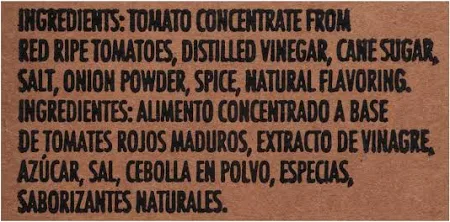 INGREDIENTS: TOMATO CONCENTRATE FROM
RED RIPE TOMATOES, DISTILLED VINEGAR, CANE SUGAR,
SALT, ONION POWDER, SPICE, NATURAL FLAVORING.
INGREDIENTES: ALIMENTO CONCENTRADO A BASE
DE TOMATES ROJOS MADUROS, EXTRACTO DE VINAGRE,
AZÚCAR, SAL, CEBOLLA EN POLVO, ESPECIAS,
SABORIZANTES NATURALES.